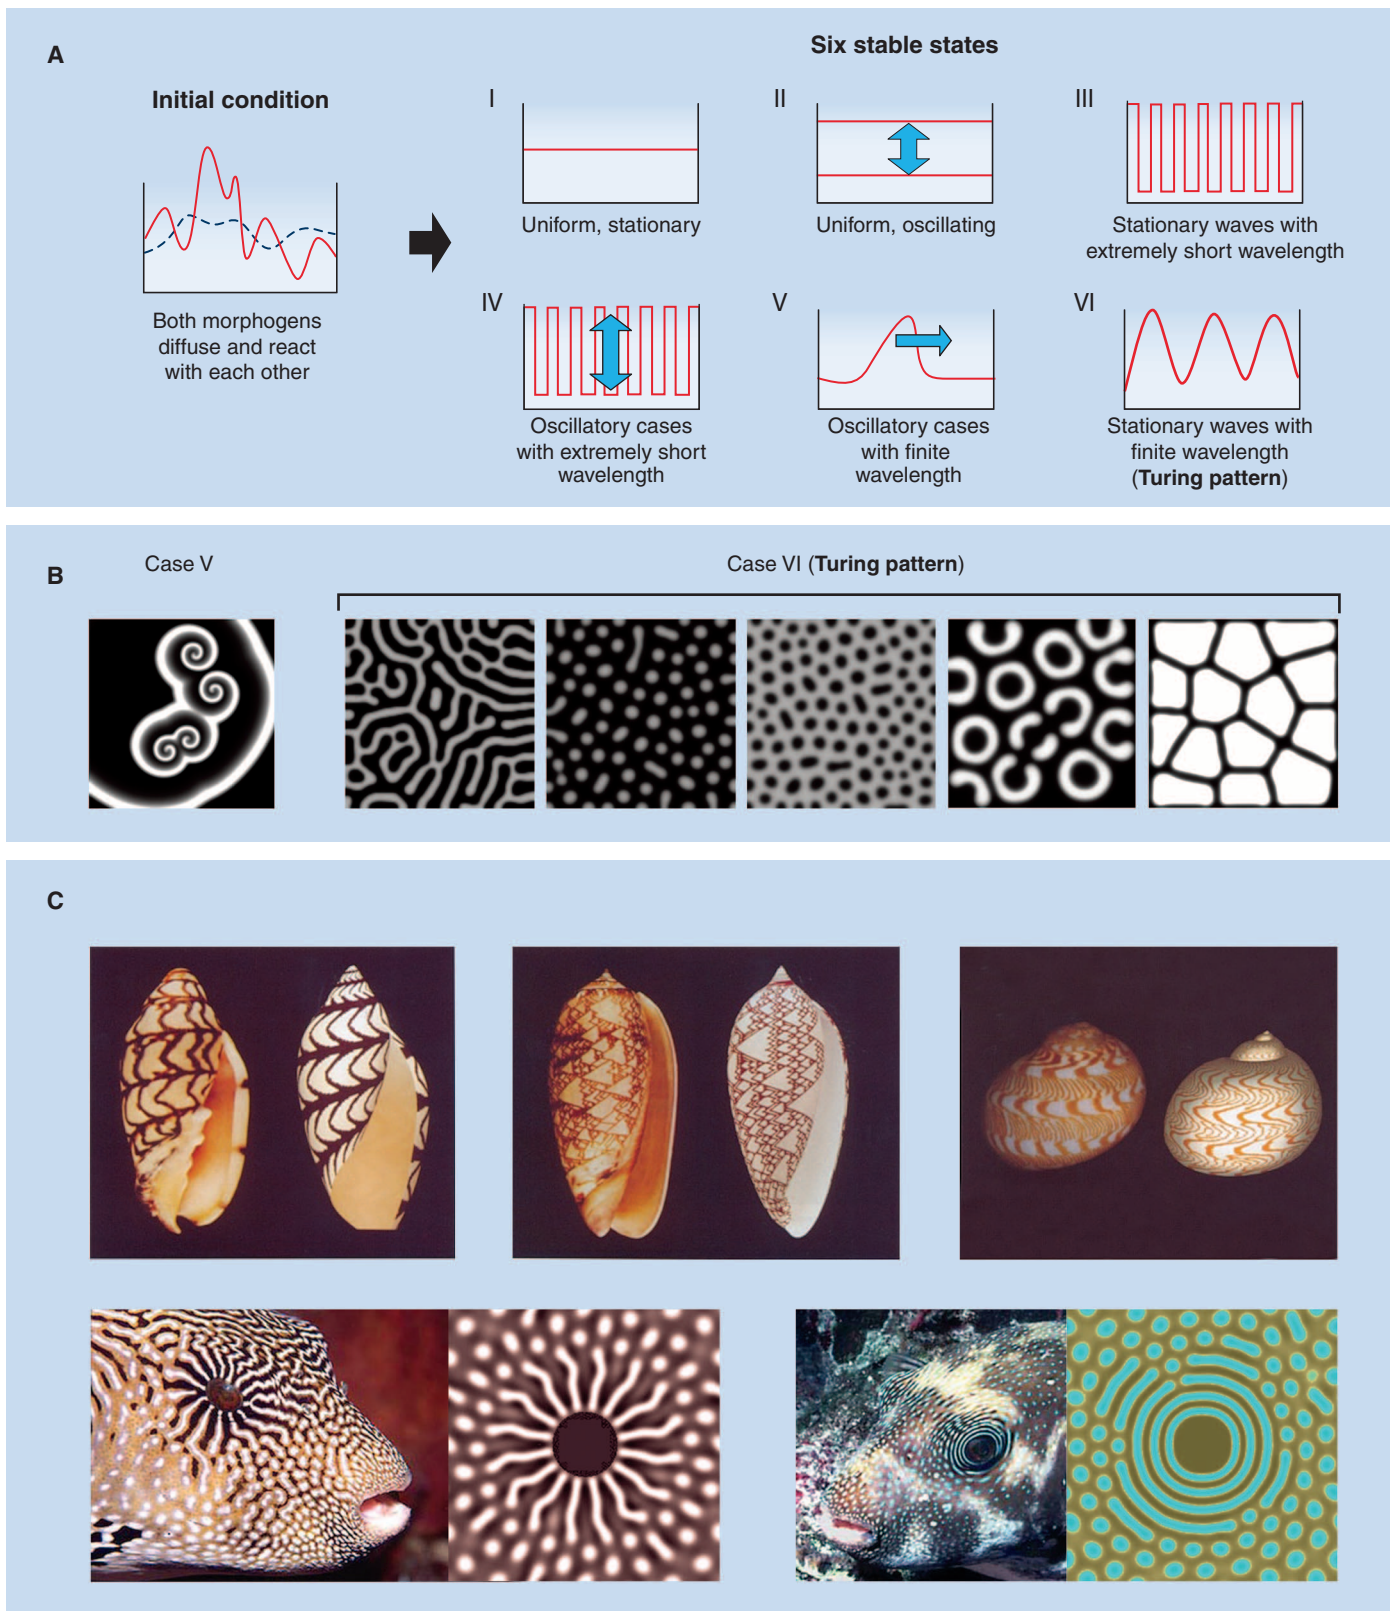 A
Six stable states
Initial condition
Both morphogens
diffuse and react
with each other
I
Uniform, stationary
II
Uniform, oscillating
III
Stationary waves with
extremely short wavelength
IV
Oscillatory cases
with extremely short
wavelength
V
Oscillatory cases
with finite
wavelength
VI
Stationary waves with
finite wavelength
(Turing pattern)
B
Case V
Case VI (Turing pattern)
C